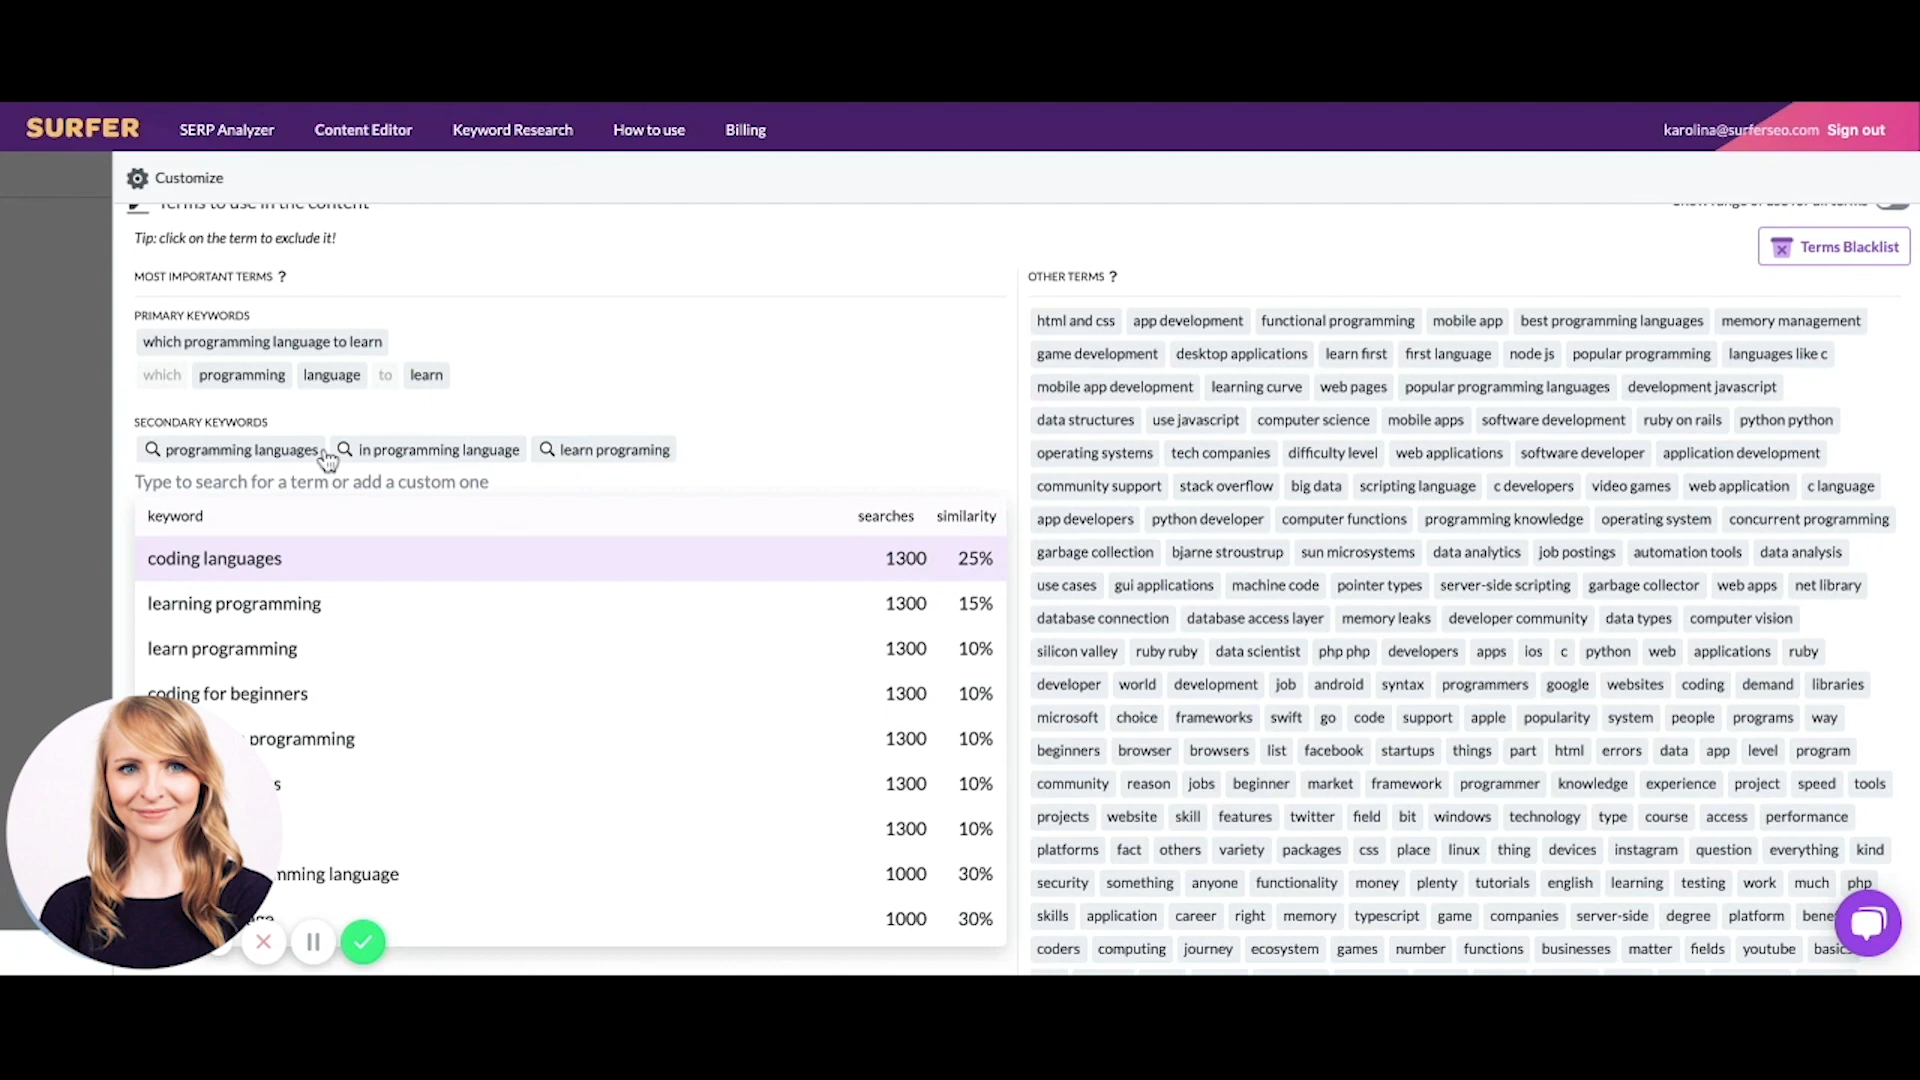 SURFER SERP Analyzer Content Editor Keyword Research How to use Billing karolina@surferseo.com Sign out
Customize
Terms to use in the content
Tip: click on the term to exclude it!
Terms Blacklist
MOST IMPORTANT TERMS ?
PRIMARY KEYWORDS
which programming language to learn
which programming language to learn
SECONDARY KEYWORDS
programming languages in programming language learn programing
Type to search for a term or add a custom one
keyword searches similarity
coding languages 1300 25%
learning programming 1300 15%
learn programming 1300 10%
coding for beginners 1300 10%
programming 1300 10%
s 1300 10%
1300 10%
mming language 1000 30%
1000 30%
OTHER TERMS ?
html and css app development functional programming mobile app best programming languages memory management
game development desktop applications learn first first language node js popular programming languages like c
mobile app development learning curve web pages popular programming languages development javascript
data structures use javascript computer science mobile apps software development ruby on rails python python
operating systems tech companies difficulty level web applications software developer application development
community support stack overflow big data scripting language c developers video games web application c language
app developers python developer computer functions programming knowledge operating system concurrent programming
garbage collection bjarne stroustrup sun microsystems data analytics job postings automation tools data analysis
use cases gui applications machine code pointer types server-side scripting garbage collector web apps net library
database connection database access layer memory leaks developer community data types computer vision
silicon valley ruby ruby data scientist php php developers apps ios c python web applications ruby
developer world development job android syntax programmers google websites coding demand libraries
microsoft choice frameworks swift go code support apple popularity system people programs way
beginners browser browsers list facebook startups things part html errors data app level program
community reason jobs beginner market framework programmer knowledge experience project speed tools
projects website skill features twitter field bit windows technology type course access performance
platforms fact others variety packages css place linux thing devices instagram question everything kind
security something anyone functionality money plenty tutorials english learning testing work much php
skills application career right memory typescript game companies server-side degree platform
coders computing journey ecosystem games number functions businesses matter fields youtube basics